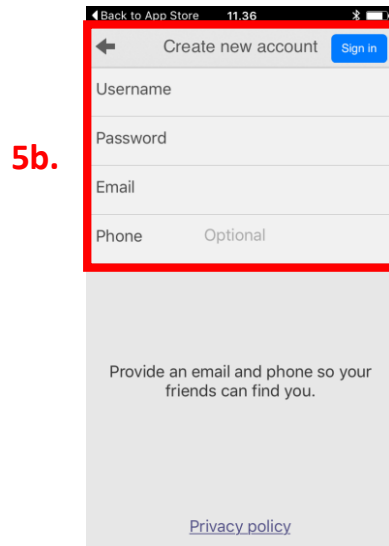 Back to App Store 11.36
Create new account Sign in
Username
Password
5b.
Email
Phone Optional
Provide an email and phone so your
friends can find you.
Privacy policy